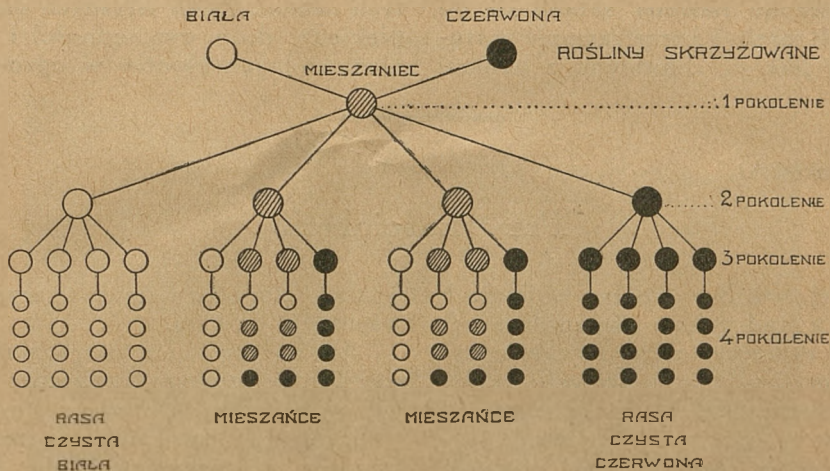 BIAŁA
CZERWONA
ROŚLINY SKRZYŻOWANE
MIESZANIEC
1 POKOLENIE
2 POKOLENIE
3 POKOLENIE
4 POKOLENIE
RASA
CZYSTA
BIAŁA
MIESZAŃCE
MIESZAŃCE
RASA
CZYSTA
CZERWONA